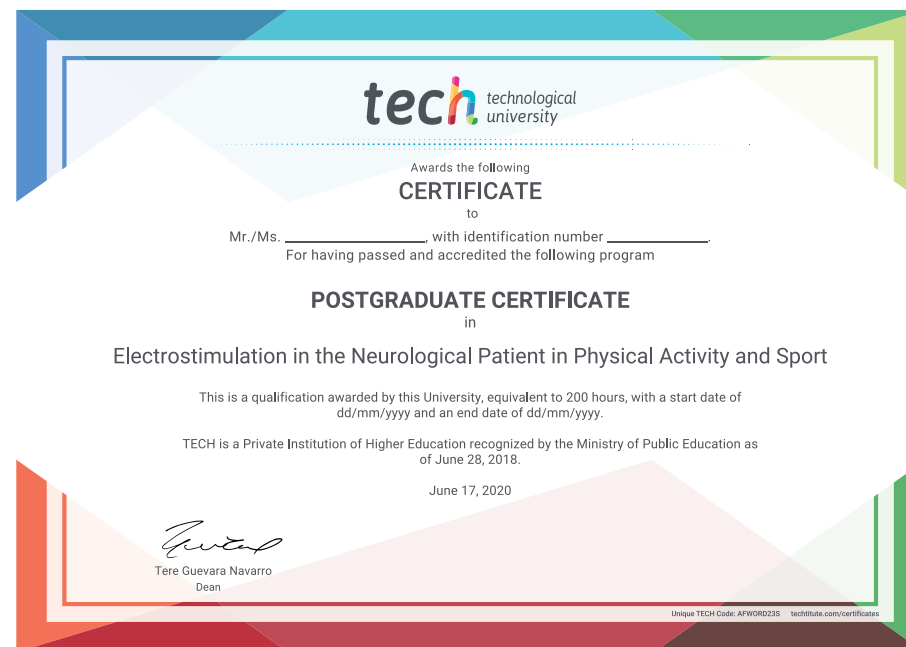 tech technological
university
Awards the following
CERTIFICATE
to
Mr./Ms. , with identification number .
For having passed and accredited the following program
POSTGRADUATE CERTIFICATE
in
Electrostimulation in the Neurological Patient in Physical Activity and Sport
This is a qualification awarded by this University, equivalent to 200 hours, with a start date of
dd/mm/yyyy and an end date of dd/mm/yyyy.
TECH is a Private Institution of Higher Education recognized by the Ministry of Public Education as
of June 28, 2018.
June 17, 2020
Tere Guevara Navarro
Dean
Unique TECH Code: AFWORD23S techtitute.com/certificates